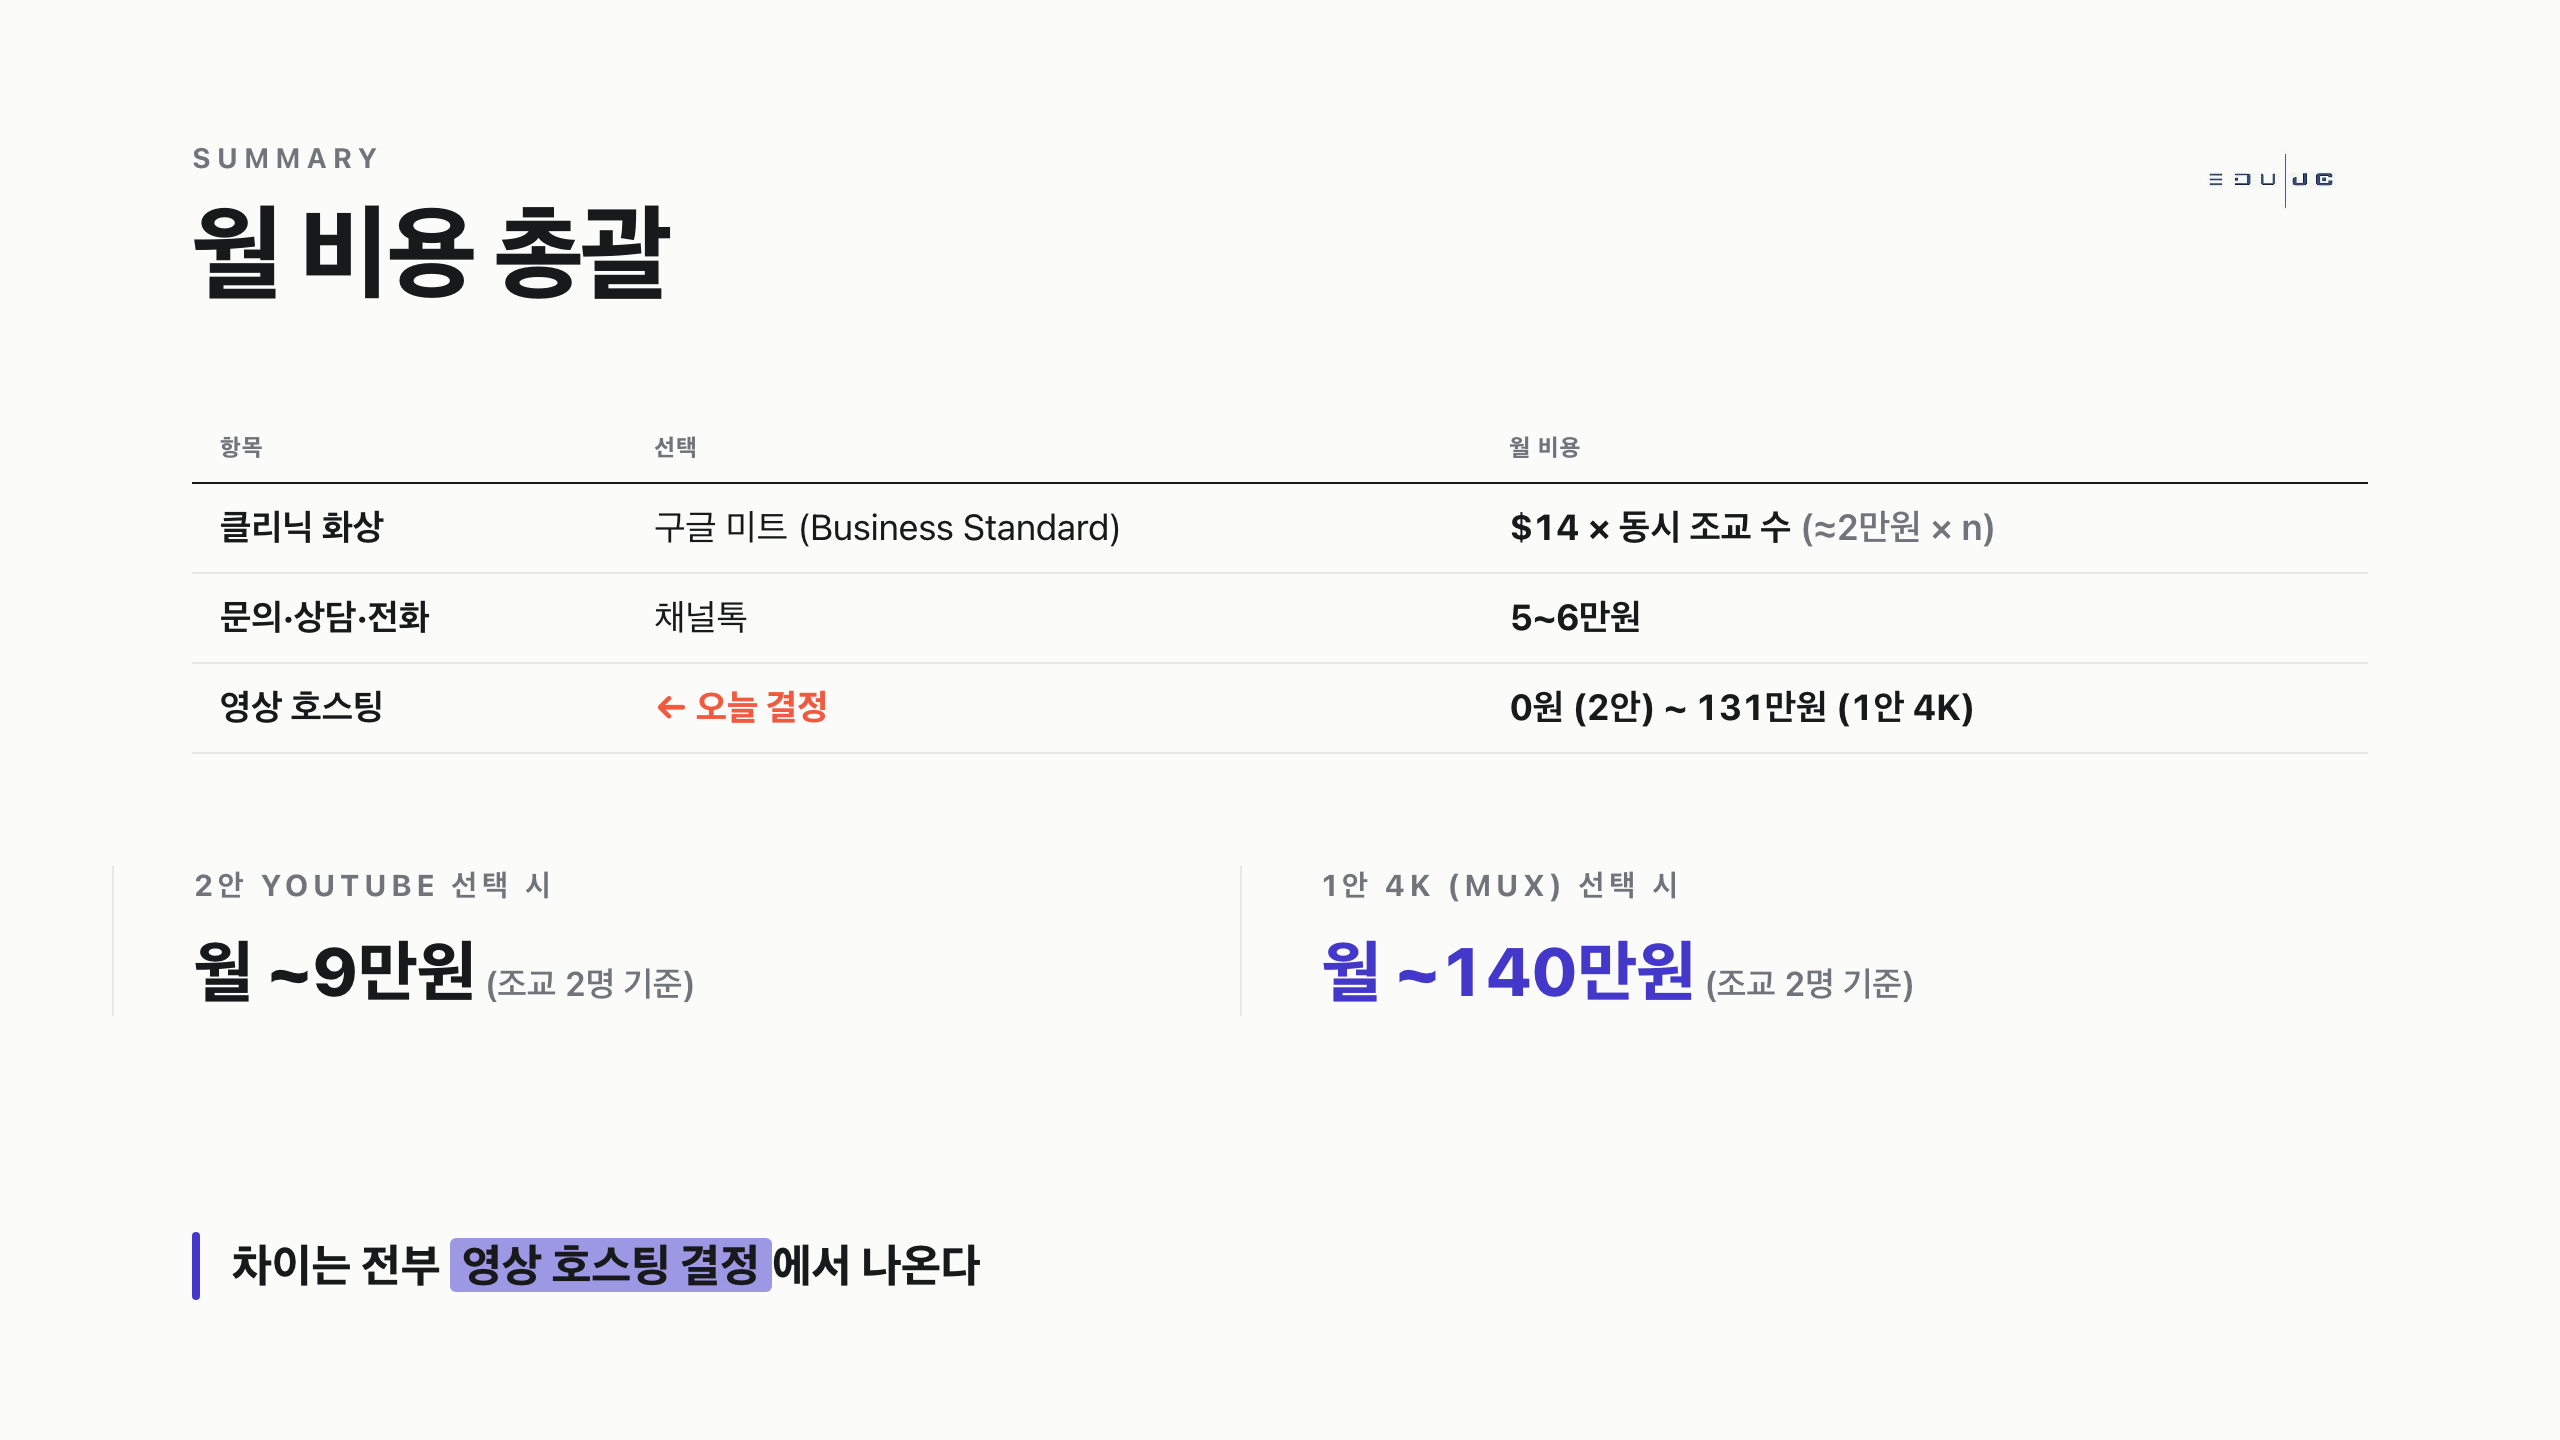 SUMMARY
EDU JC
월 비용 총괄
항목 선택 월 비용
클리닉 화상 구글 미트 (Business Standard) $14 × 동시 조교 수 (≈2만원 × n)
문의·상담·전화 채널톡 5~6만원
영상 호스팅 ← 오늘 결정 0원 (2안) ~ 131만원 (1안 4K)
2안 YOUTUBE 선택 시
월 ~9만원 (조교 2명 기준)
1안 4K (MUX) 선택 시
월 ~140만원 (조교 2명 기준)
차이는 전부 영상 호스팅 결정에서 나온다